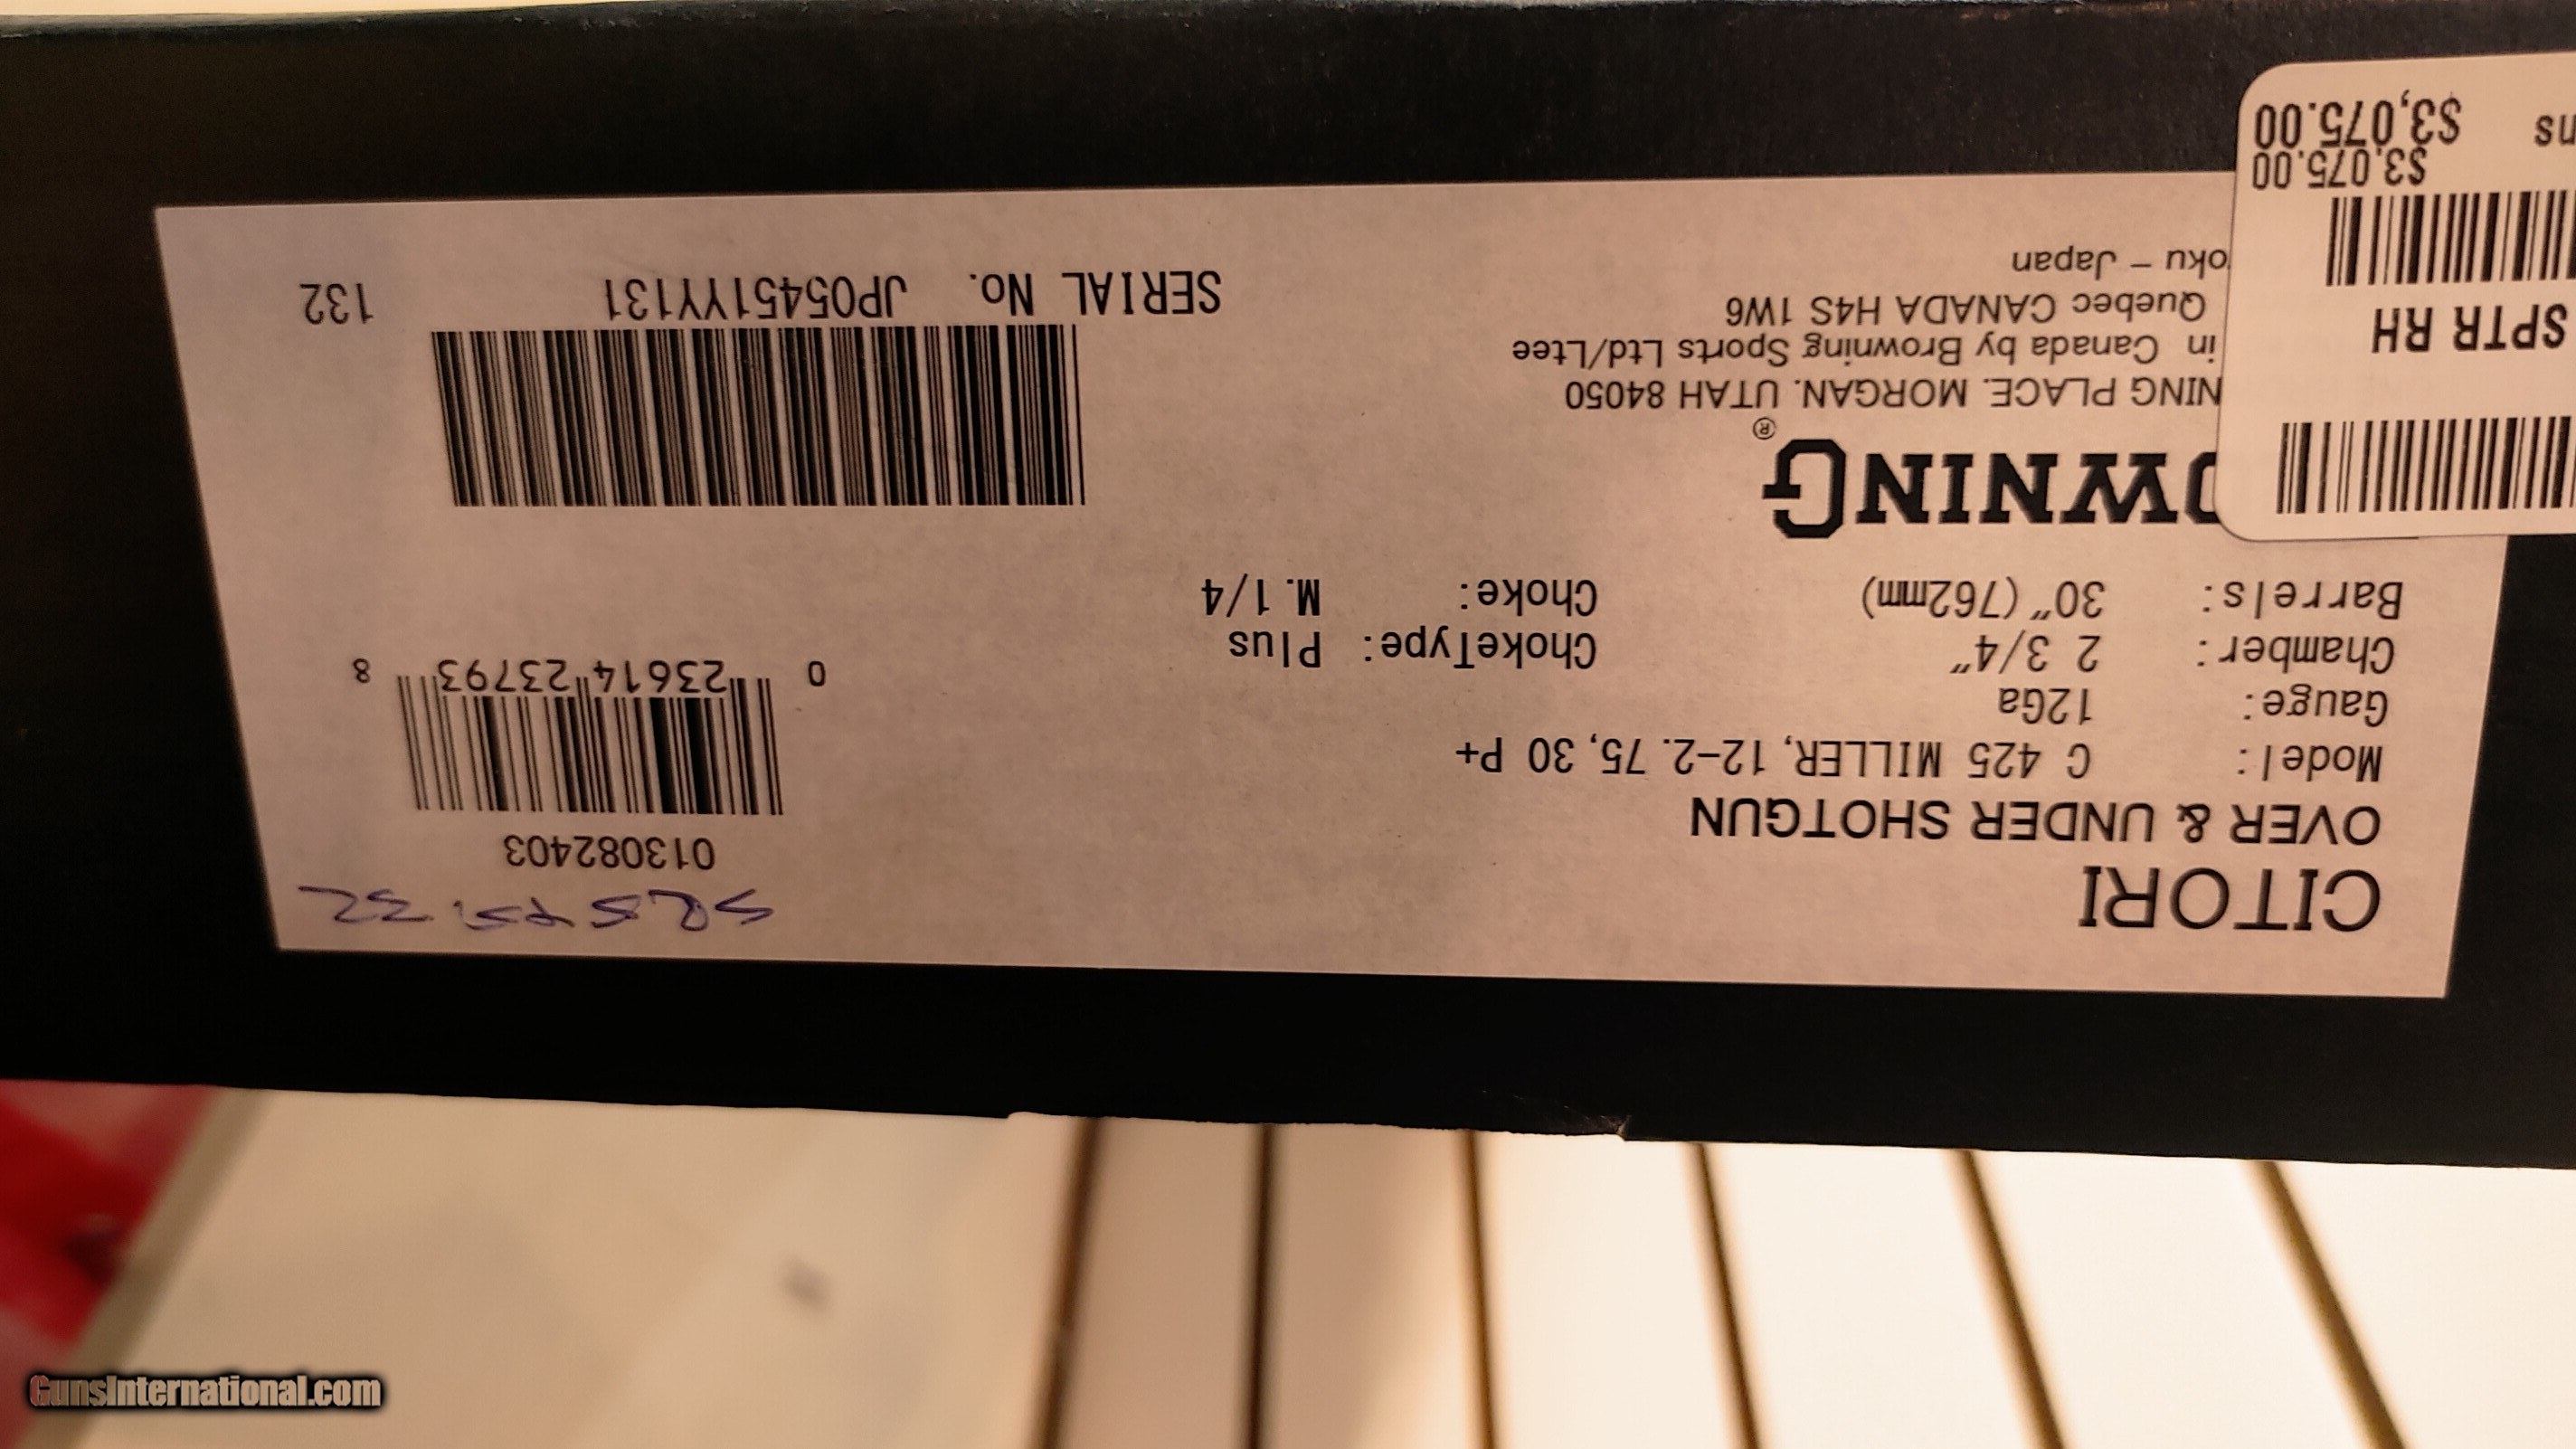 CITORI
OVER & UNDER SHOTGUN
Model: C 425 MILLER, 12-2.75, 30 P+
Gauge: 12Ga
Chamber: 2 3/4″ ChokeType: Plus
Barrels: 30″(762mm) Choke: M.1/4
013082403
0 23614 23793 8
OWNING®
NING PLACE. MORGAN. UTAH 84050
in Canada by Browning Sports Ltd/Ltee
Quebec CANADA H4S 1W6
oku - Japan
SERIAL No. JP05451YY131 132
SPTR RH
$3,075.00
ns $3,075.00
GunsInternational.com